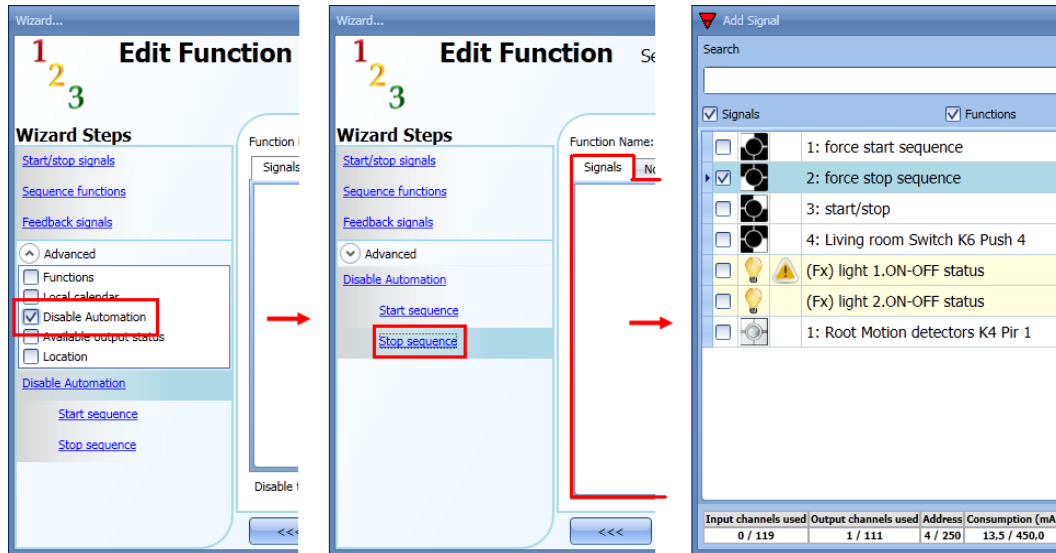 Wizard...
1
2
3
Edit Function
Wizard Steps
Start/stop signals
Sequence functions
Feedback signals
Advanced
Functions
Local calendar
Disable Automation
Available output status
Location
Disable Automation
Start sequence
Stop sequence
Function
Signals
Disable
<<<
Wizard...
1
2
3
Edit Function
Wizard Steps
Start/stop signals
Sequence functions
Feedback signals
Advanced
Disable Automation
Start sequence
Stop sequence
Function Name:
Signals
<<<
Add Signal
Search
Signals Functions
1: force start sequence
2: force stop sequence
3: start/stop
4: Living room Switch K6 Push 4
(Fx) light 1.ON-OFF status
(Fx) light 2.ON-OFF status
1: Root Motion detectors K4 Pir 1
Input channels used Output channels used Address Consumption (mA
0 / 119 1 / 111 4 / 250 13,5 / 450,0